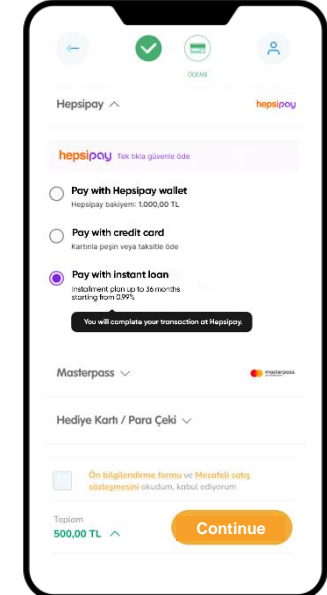 ÖDEME
Hepsipay
hepsipay
hepsipay Tek tıkla güvenle öde
Pay with Hepsipay wallet
Hepsipay bakiyem: 1.000,00 TL
Pay with credit card
Kartınla peşin veya taksitle öde
Pay with instant loan
Installment plan up to 36 months
starting from 0.99%
You will complete your transaction at Hepsipay.
Masterpass
masterpass
Hediye Kartı / Para Çeki
Ön bilgilendirme formu ve Mesafeli satış
sözleşmesini okudum, kabul ediyorum
Toplam
500,00 TL
Continue